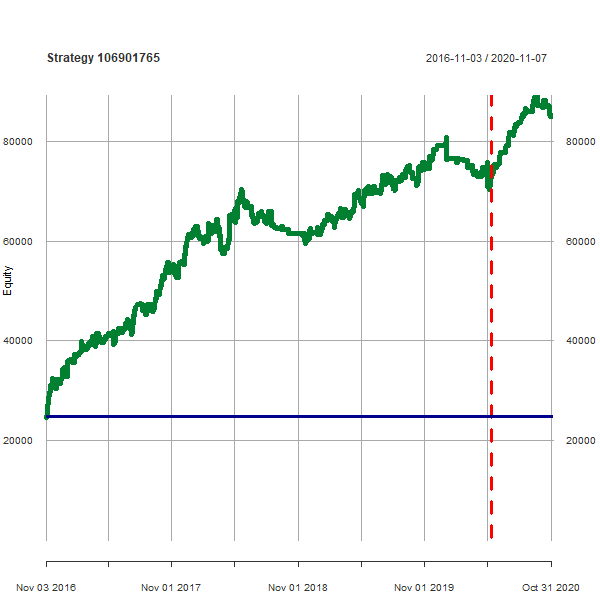 Strategy 106901765 2016-11-03 / 2020-11-07
80000 80000
60000 60000
Equity
40000 40000
20000 20000
Nov 03 2016 Nov 01 2017 Nov 01 2018 Nov 01 2019 Oct 31 2020